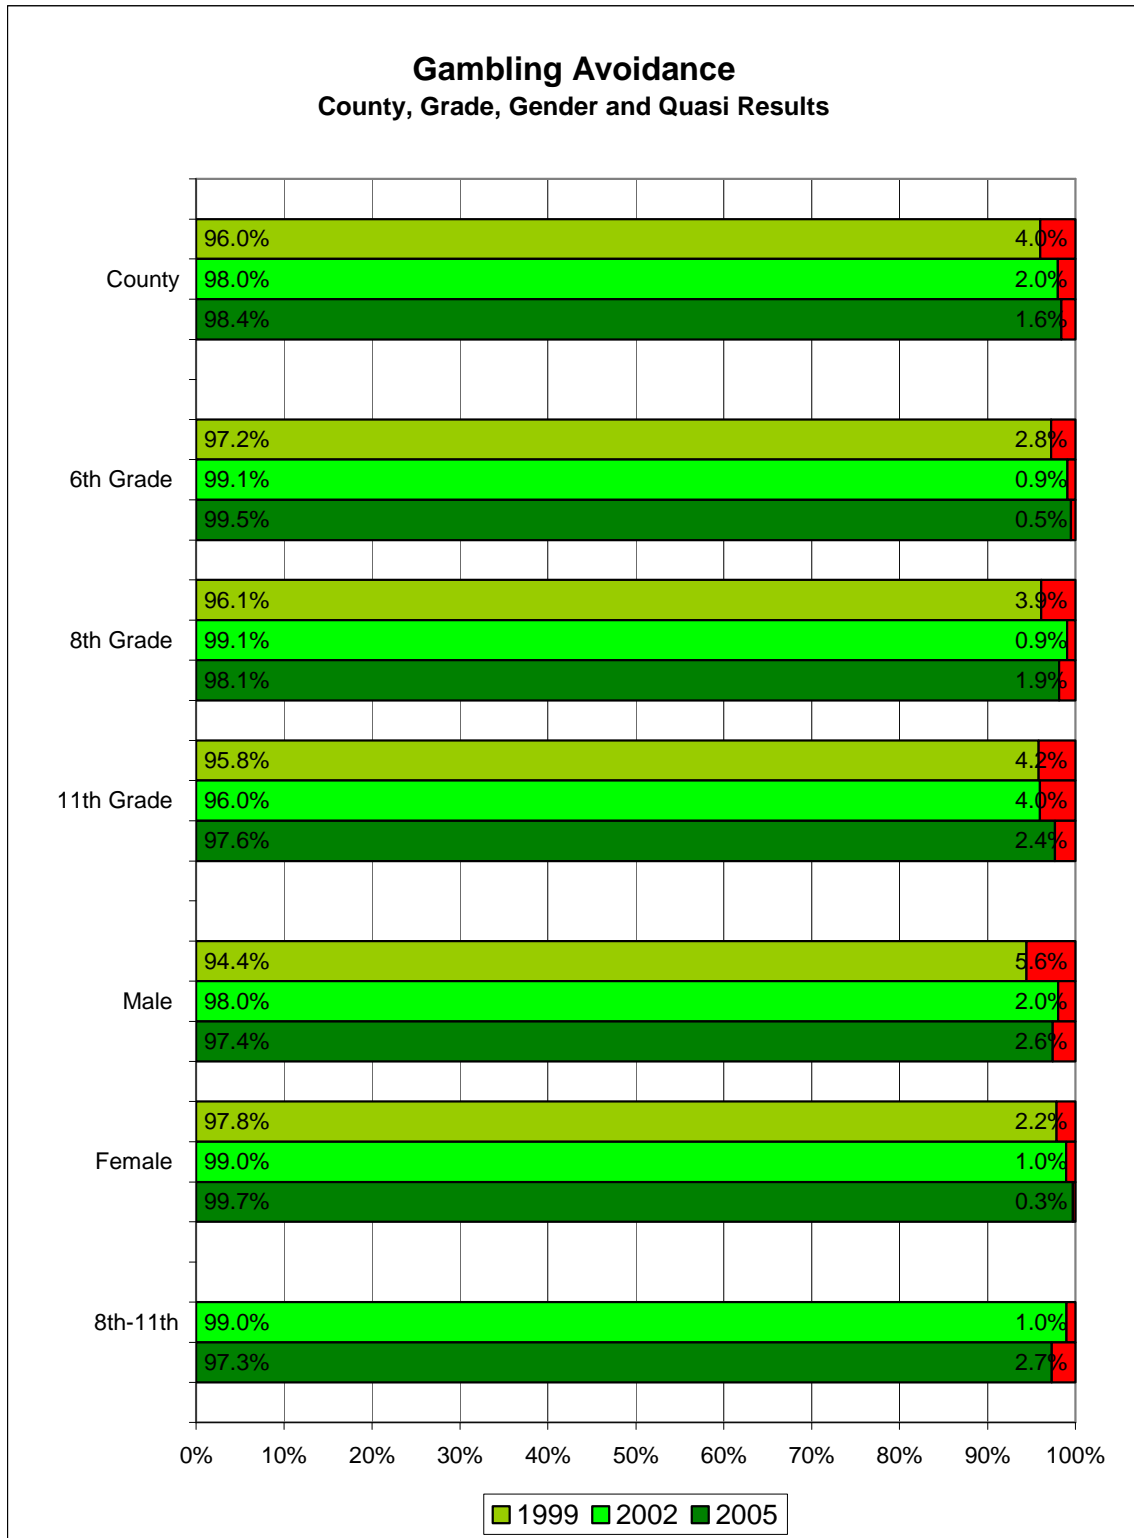 Gambling Avoidance
County, Grade, Gender and Quasi Results
96.0% 4.0%
County 98.0% 2.0%
98.4% 1.6%
97.2% 2.8%
6th Grade 99.1% 0.9%
99.5% 0.5%
96.1% 3.9%
8th Grade 99.1% 0.9%
98.1% 1.9%
95.8% 4.2%
11th Grade 96.0% 4.0%
97.6% 2.4%
94.4% 5.6%
Male 98.0% 2.0%
97.4% 2.6%
97.8% 2.2%
Female 99.0% 1.0%
99.7% 0.3%
8th-11th 99.0% 1.0%
97.3% 2.7%
0% 10% 20% 30% 40% 50% 60% 70% 80% 90% 100%
1999 2002 2005